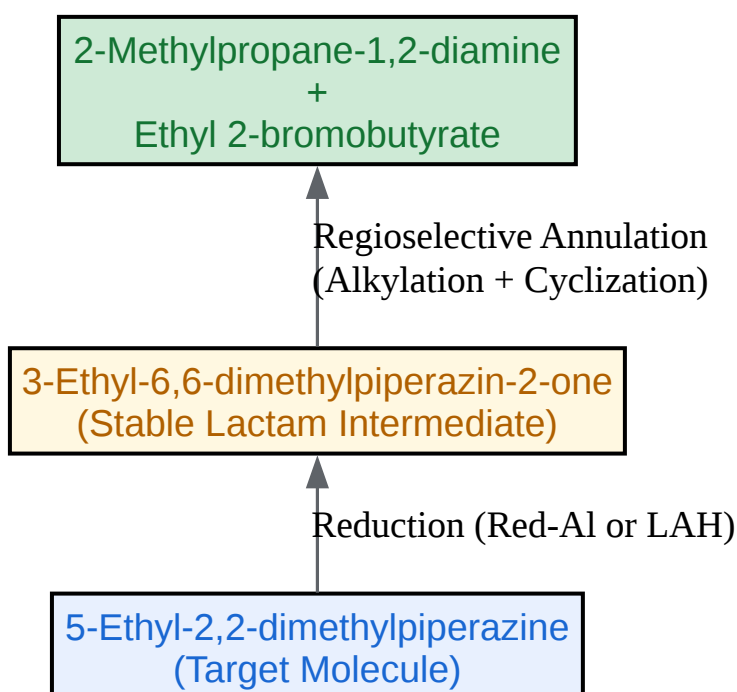 2-Methylpropane-1,2-diamine
+
Ethyl 2-bromobutyrate
Regioselective Annulation
(Alkylation + Cyclization)
3-Ethyl-6,6-dimethylpiperazin-2-one
(Stable Lactam Intermediate)
Reduction (Red-Al or LAH)
5-Ethyl-2,2-dimethylpiperazine
(Target Molecule)